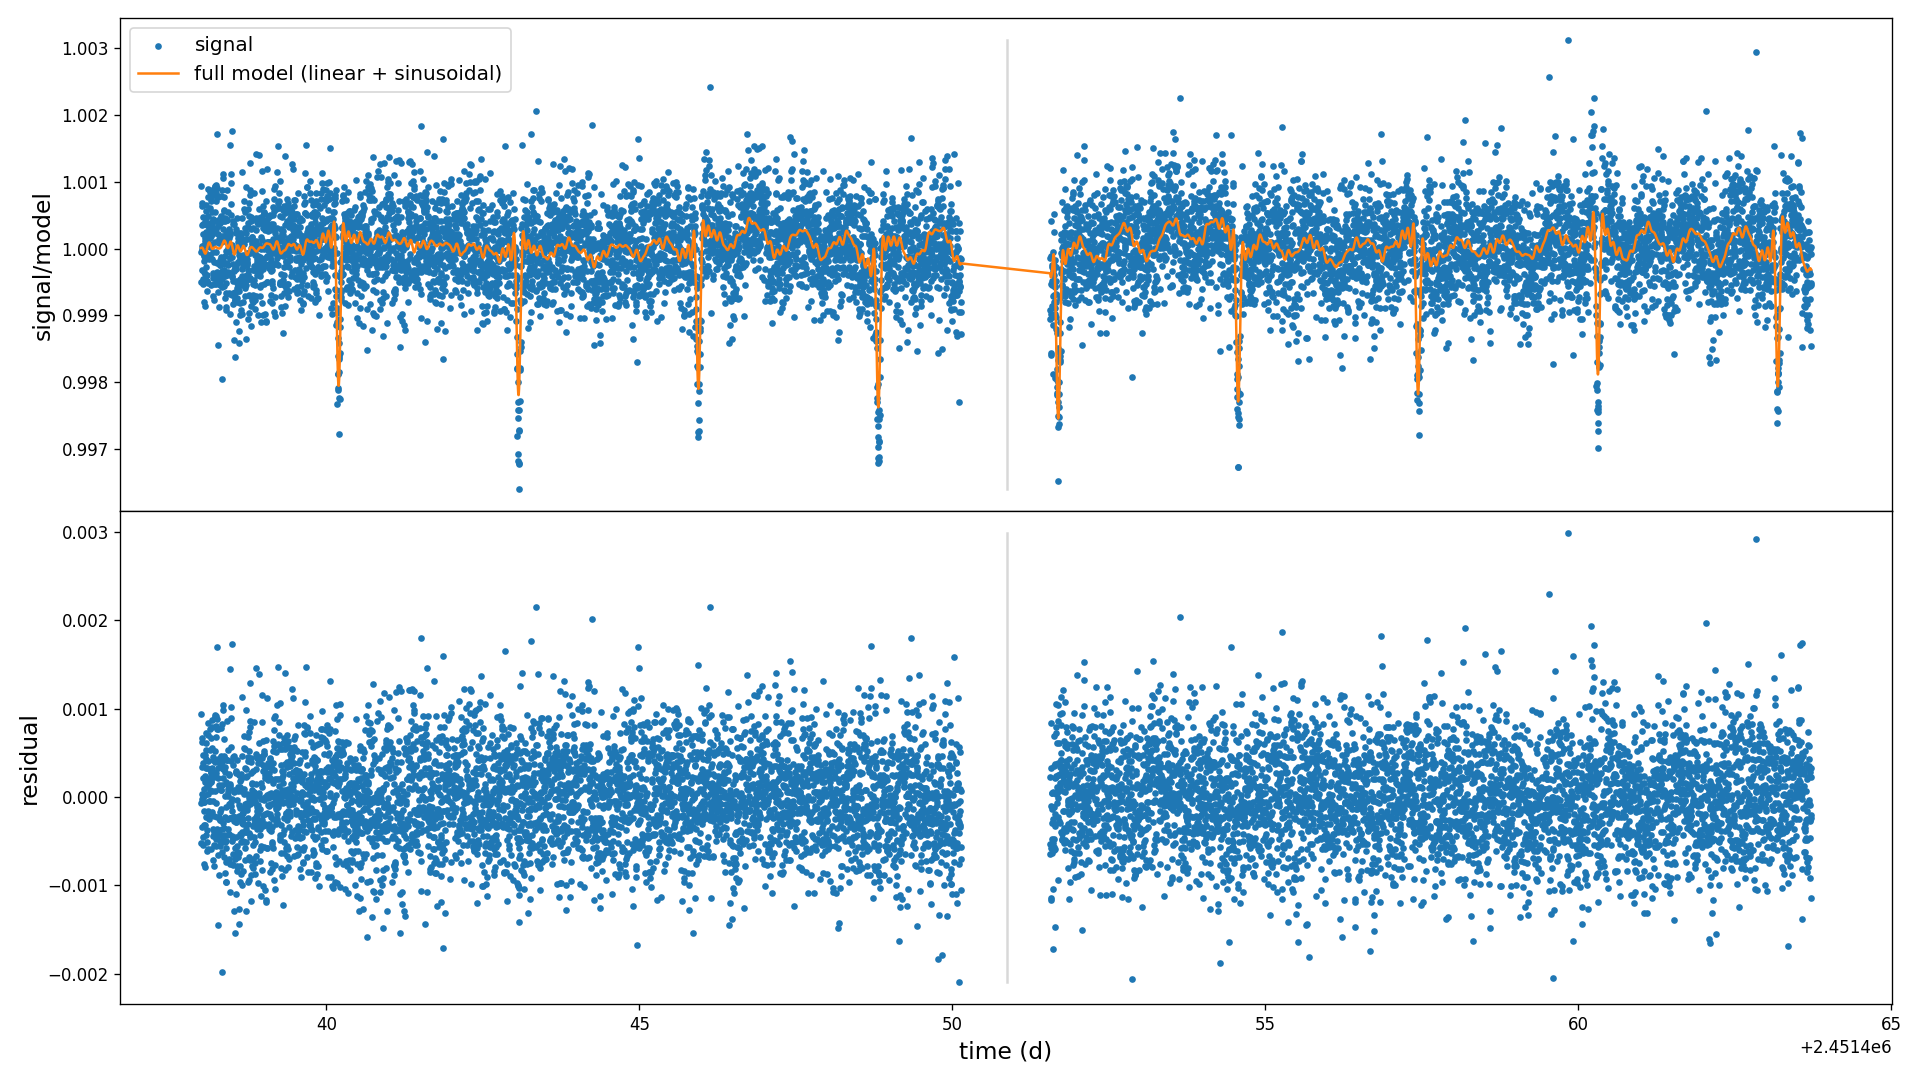 signal
full model (linear + sinusoidal)
signal/model
1.003
1.002
1.001
1.000
0.999
0.998
0.997
residual
0.003
0.002
0.001
0.000
−0.001
−0.002
40 45 50 55 60 65
+2.4514e6
time (d)